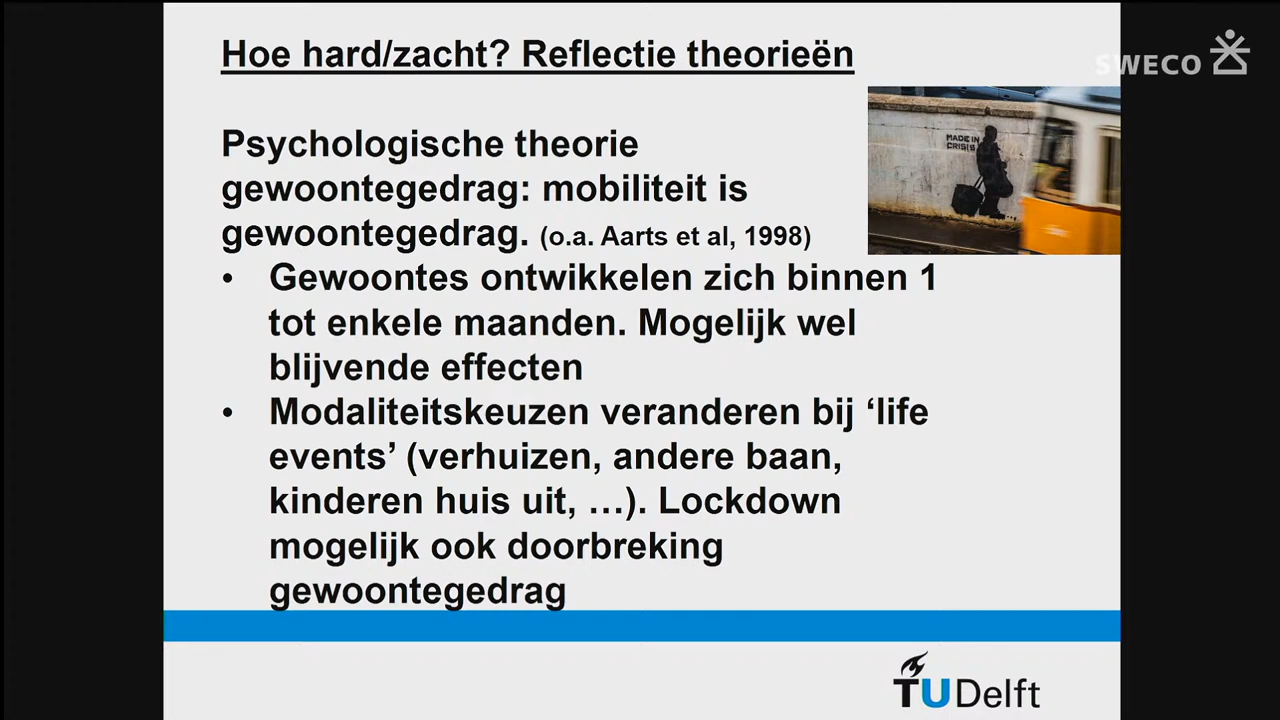 Hoe hard/zacht? Reflectie theorieën
SWECO
Psychologische theorie
gewoontegedrag: mobiliteit is
gewoontegedrag. (o.a. Aarts et al, 1998)
MADE IN
CRISIS
• Gewoontes ontwikkelen zich binnen 1
tot enkele maanden. Mogelijk wel
blijvende effecten
• Modaliteitskeuzen veranderen bij ‘life
events’ (verhuizen, andere baan,
kinderen huis uit, …). Lockdown
mogelijk ook doorbreking
gewoontegedrag
TU Delft